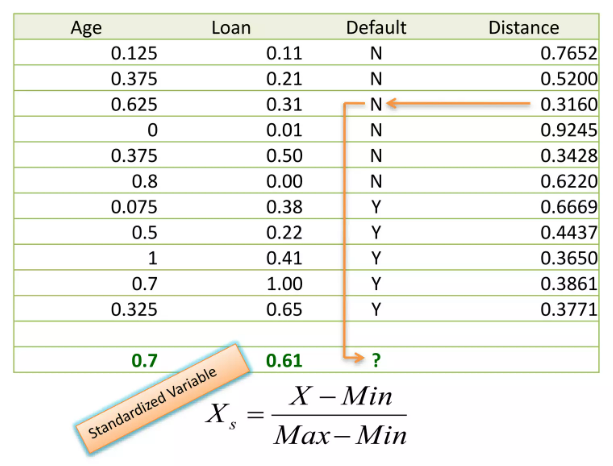 Age Loan Default Distance
0.125 0.11 N 0.7652
0.375 0.21 N 0.5200
0.625 0.31 N 0.3160
0 0.01 N 0.9245
0.375 0.50 N 0.3428
0.8 0.00 N 0.6220
0.075 0.38 Y 0.6669
0.5 0.22 Y 0.4437
1 0.41 Y 0.3650
0.7 1.00 Y 0.3861
0.325 0.65 Y 0.3771
0.7 0.61 ?
Standardized Variable
X_s = \frac{X - Min}{Max - Min}